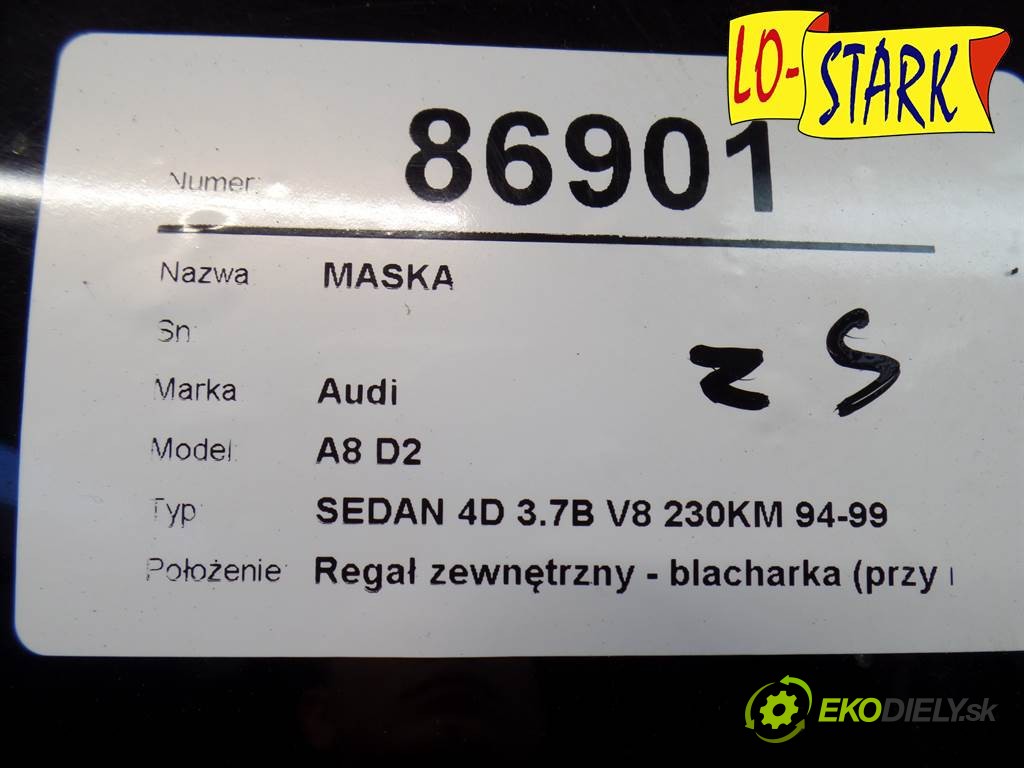 LO-STARK
Numer: 86901
Nazwa MASKA
Sn:
Marka Audi
Model: A8 D2
Typ: SEDAN 4D 3.7B V8 230KM 94-99
Położenie: Regał zewnętrzny - blacharka (przy
ZS
EKODIELY.sk